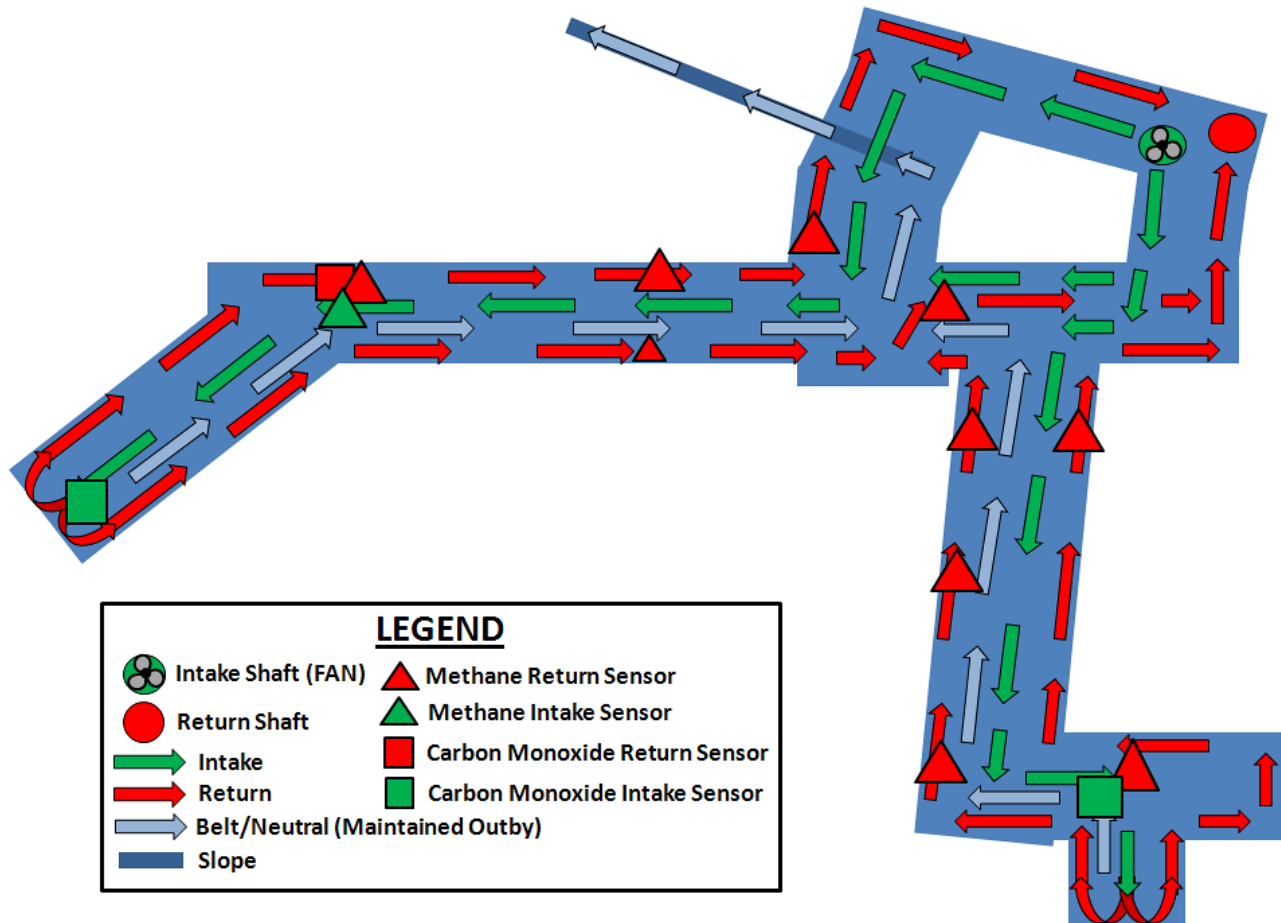 LEGEND
Intake Shaft (FAN)
Return Shaft
Intake
Return
Belt/Neutral (Maintained Outby)
Slope
Methane Return Sensor
Methane Intake Sensor
Carbon Monoxide Return Sensor
Carbon Monoxide Intake Sensor